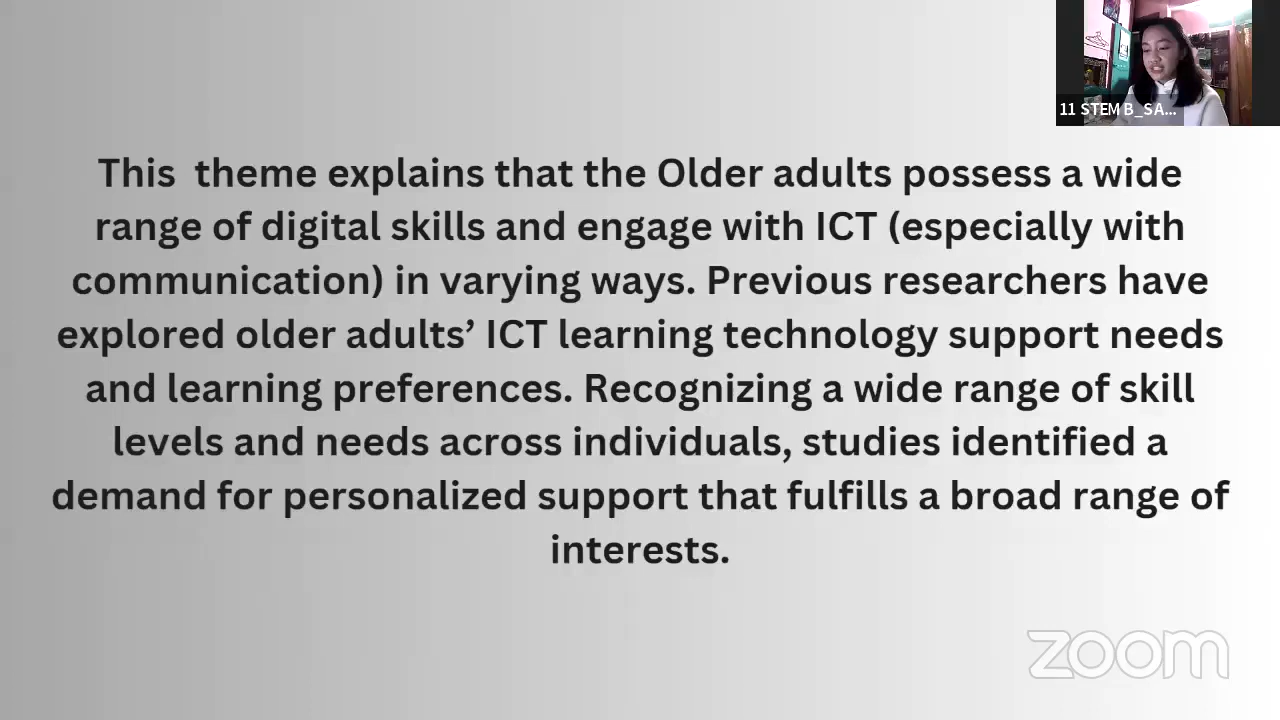 11 STEM B_SA...
This theme explains that the Older adults possess a wide
range of digital skills and engage with ICT (especially with
communication) in varying ways. Previous researchers have
explored older adults’ ICT learning technology support needs
and learning preferences. Recognizing a wide range of skill
levels and needs across individuals, studies identified a
demand for personalized support that fulfills a broad range of
interests.
zoom